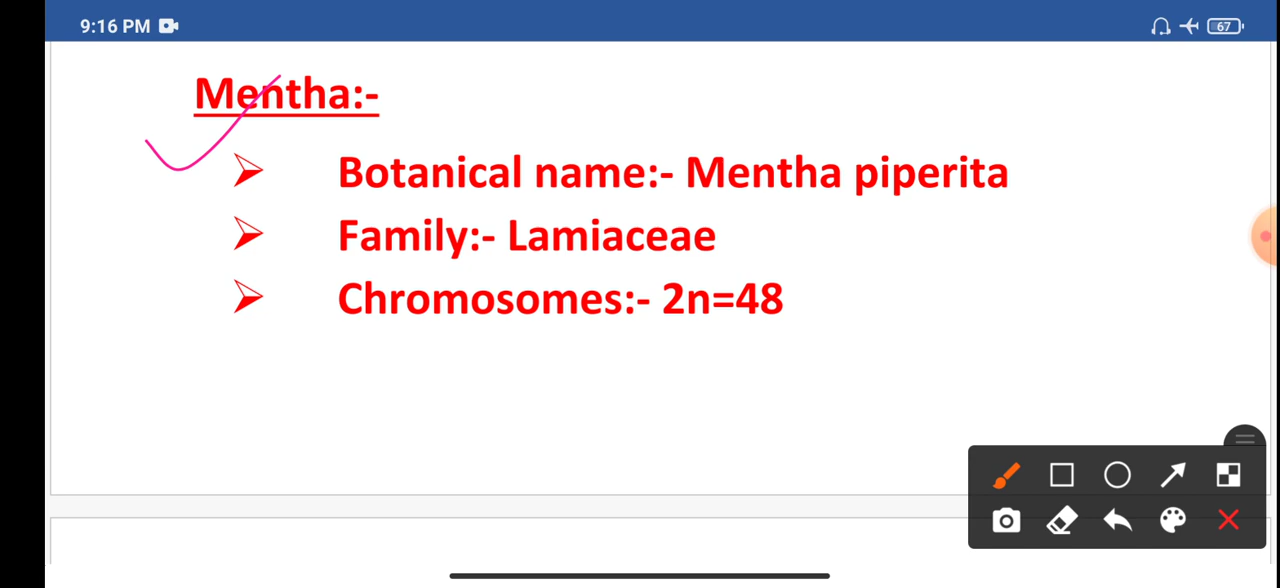 9:16 PM
67
Mentha:-
Botanical name:- Mentha piperita
Family:- Lamiaceae
Chromosomes:- 2n=48